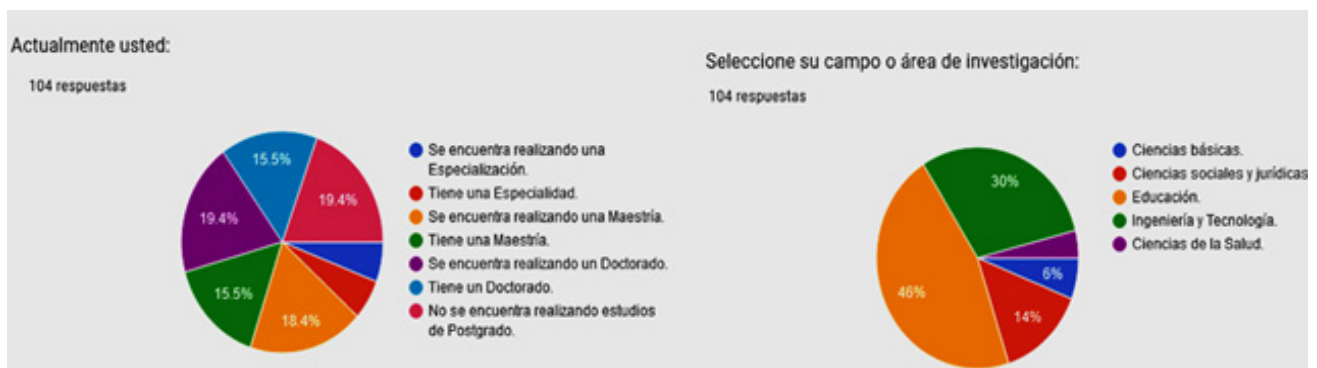 Actualmente usted:
104 respuestas
15.5%
19.4%
19.4%
15.5%
18.4%
Se encuentra realizando una
Especialización.
Tiene una Especialidad.
Se encuentra realizando una Maestría.
Tiene una Maestría.
Se encuentra realizando un Doctorado.
Tiene un Doctorado.
No se encuentra realizando estudios
de Postgrado.
Seleccione su campo o área de investigación:
104 respuestas
30%
6%
46%
14%
Ciencias básicas.
Ciencias sociales y jurídicas
Educación.
Ingeniería y Tecnología.
Ciencias de la Salud.